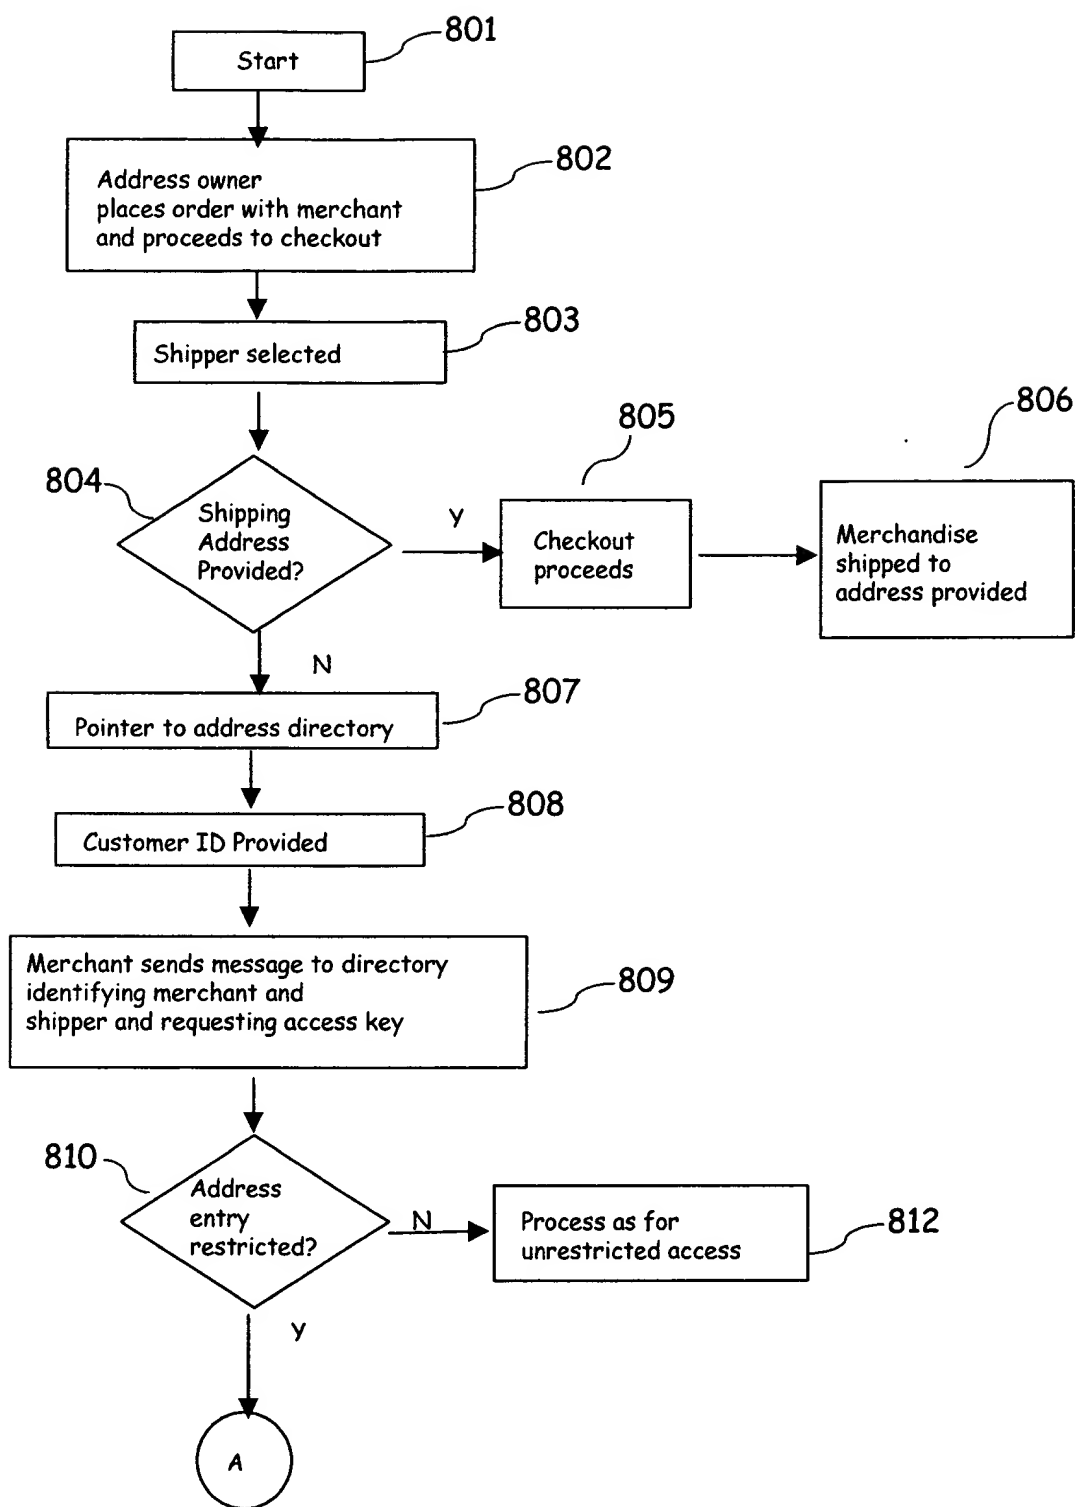 801
Start
802
Address owner
places order with merchant
and proceeds to checkout
803
Shipper selected
804
Shipping
Address
Provided?
Y
805
Checkout
proceeds
806
Merchandise
shipped to
address provided
N
807
Pointer to address directory
808
Customer ID Provided
809
Merchant sends message to directory
identifying merchant and
shipper and requesting access key
810
Address
entry
restricted?
N
Process as for
unrestricted access
812
Y
A